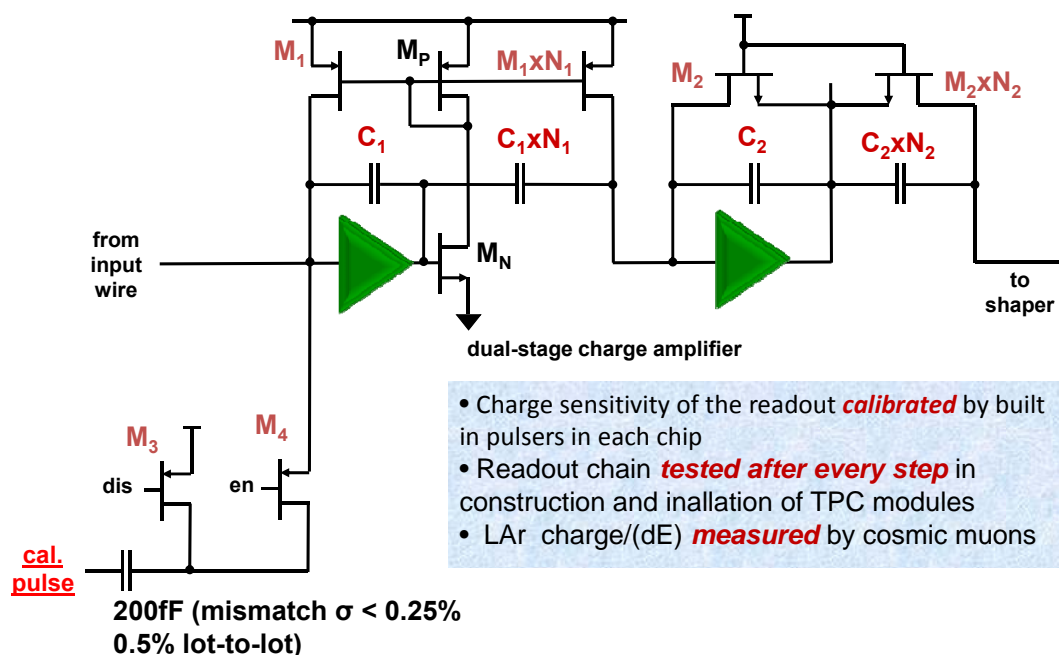 M₁
M_P
M₁xN₁
M₂
M₂xN₂
C₁
C₁xN₁
C₂
C₂xN₂
from
input
wire
M_N
to
shaper
dual-stage charge amplifier
M₃
M₄
dis
en
cal.
pulse
200fF (mismatch σ < 0.25%
0.5% lot-to-lot)
• Charge sensitivity of the readout calibrated by built
in pulsers in each chip
• Readout chain tested after every step in
construction and inallation of TPC modules
• LAr charge/(dE) measured by cosmic muons